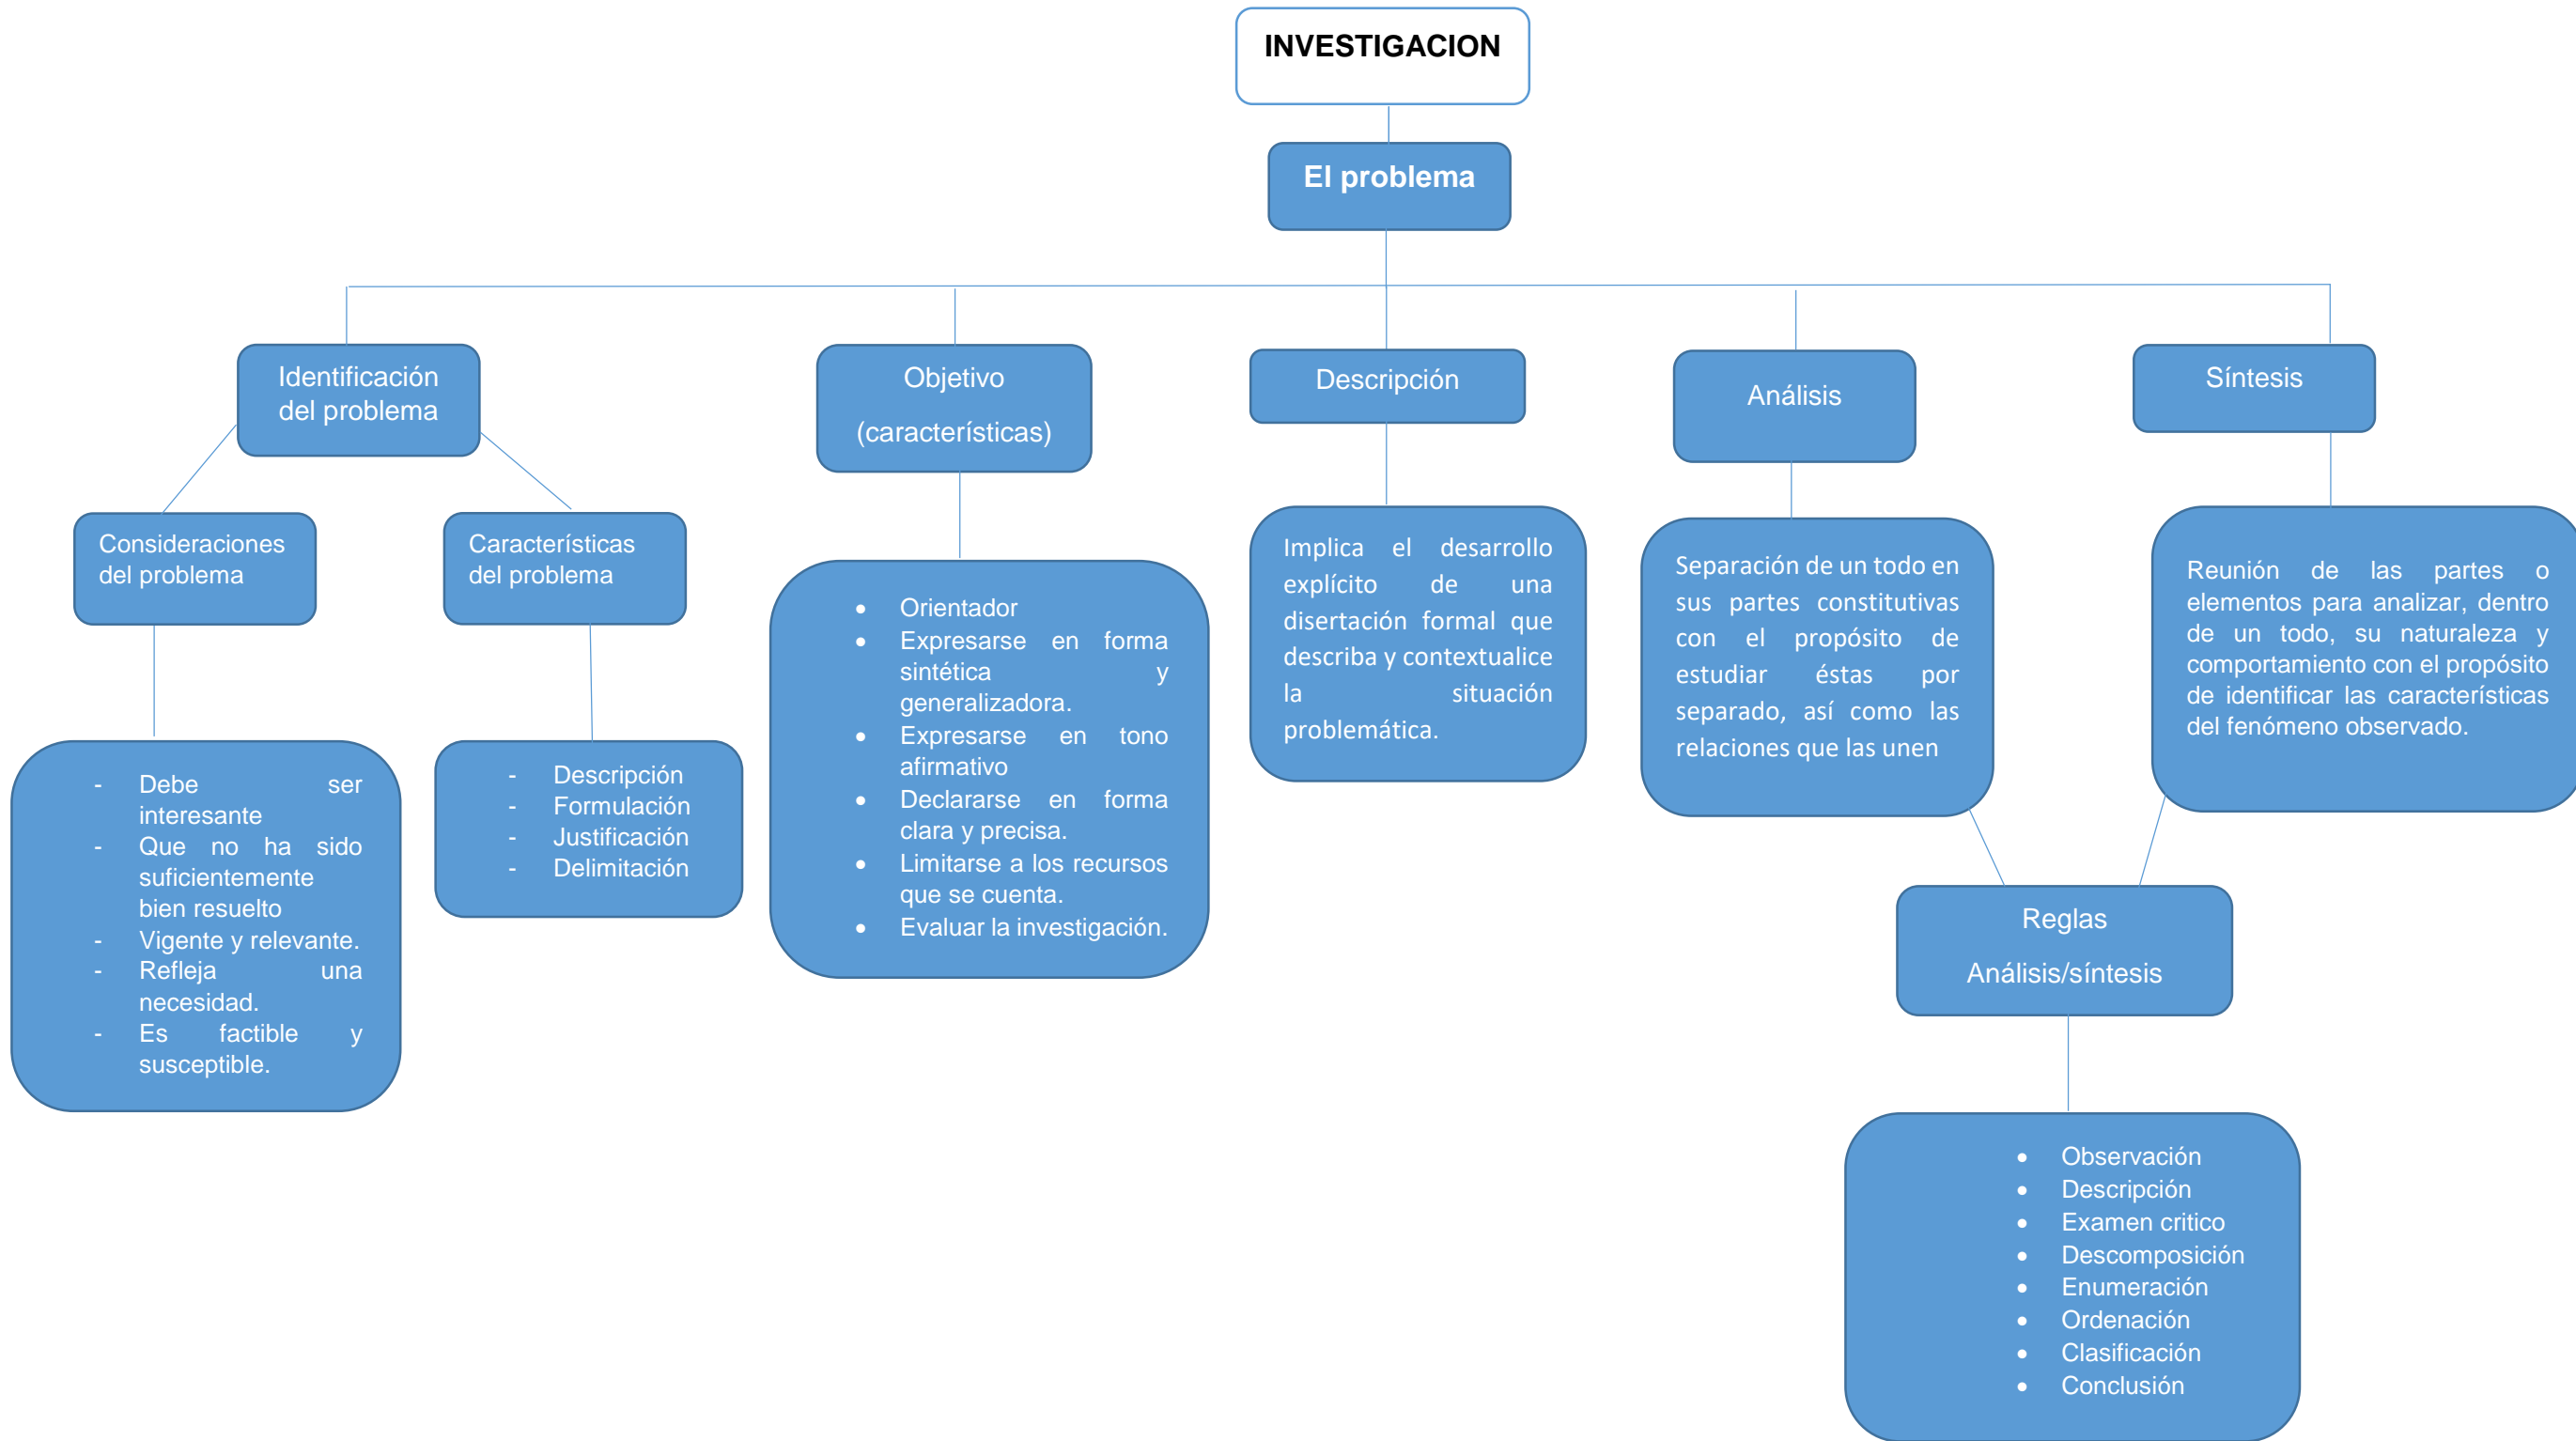 INVESTIGACION
El problema
Identificación
del problema
Objetivo
(características)
Descripción
Análisis
Síntesis
Consideraciones
del problema
Características
del problema
- Debe ser
interesante
- Que no ha sido
suficientemente
bien resuelto
- Vigente y relevante.
- Refleja una
necesidad.
- Es factible y
susceptible.
- Descripción
- Formulación
- Justificación
- Delimitación
• Orientador
• Expresarse en forma
sintética y
generalizadora.
• Expresarse en tono
afirmativo
• Declararse en forma
clara y precisa.
• Limitarse a los recursos
que se cuenta.
• Evaluar la investigación.
Implica el desarrollo
explícito de una
disertación formal que
describa y contextualice
la situación
problemática.
Separación de un todo en
sus partes constitutivas
con el propósito de
estudiar éstas por
separado, así como las
relaciones que las unen
Reunión de las partes o
elementos para analizar, dentro
de un todo, su naturaleza y
comportamiento con el propósito
de identificar las características
del fenómeno observado.
Reglas
Análisis/síntesis
• Observación
• Descripción
• Examen critico
• Descomposición
• Enumeración
• Ordenación
• Clasificación
• Conclusión